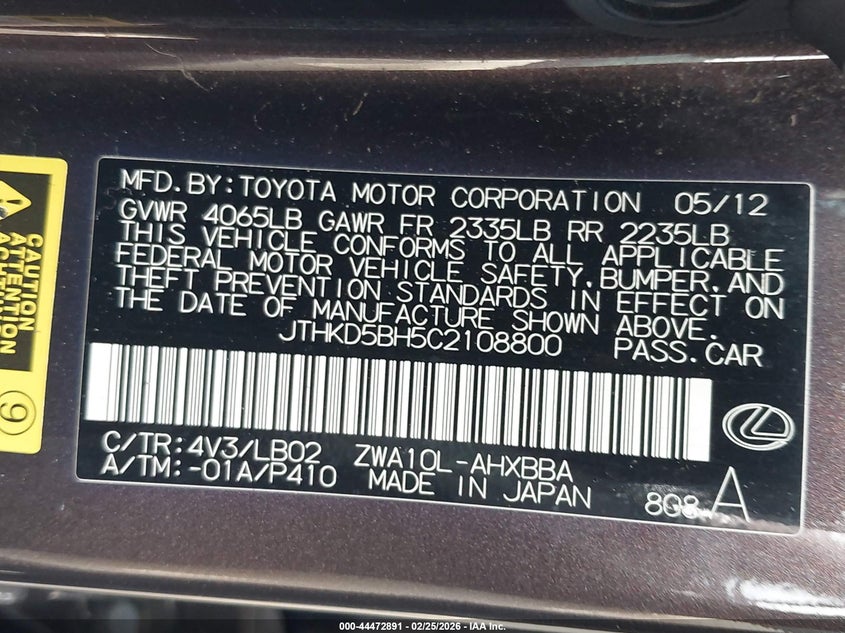 MFD.BY:TOYOTA MOTOR CORPORATION 05/12
GVWR 4065LB GAWR FR 2335LB RR 2235LB
THIS VEHICLE CONFORMS TO ALL APPLICABLE
FEDERAL MOTOR VEHICLE SAFETY,BUMPER,AND
THEFT PREVENTION STANDARDS IN EFFECT ON
THE DATE OF MANUFACTURE SHOWN ABOVE.
JTHKD5BH5C2108800 PASS.CAR
C/TR:4V3/LB02 ZWA10L-AHXBBA
A/TM:-01A/P410 MADE IN JAPAN 808 A
CAUTION
ATTENTION
9
000-44472891 - 02/25/2026 - IAA Inc.